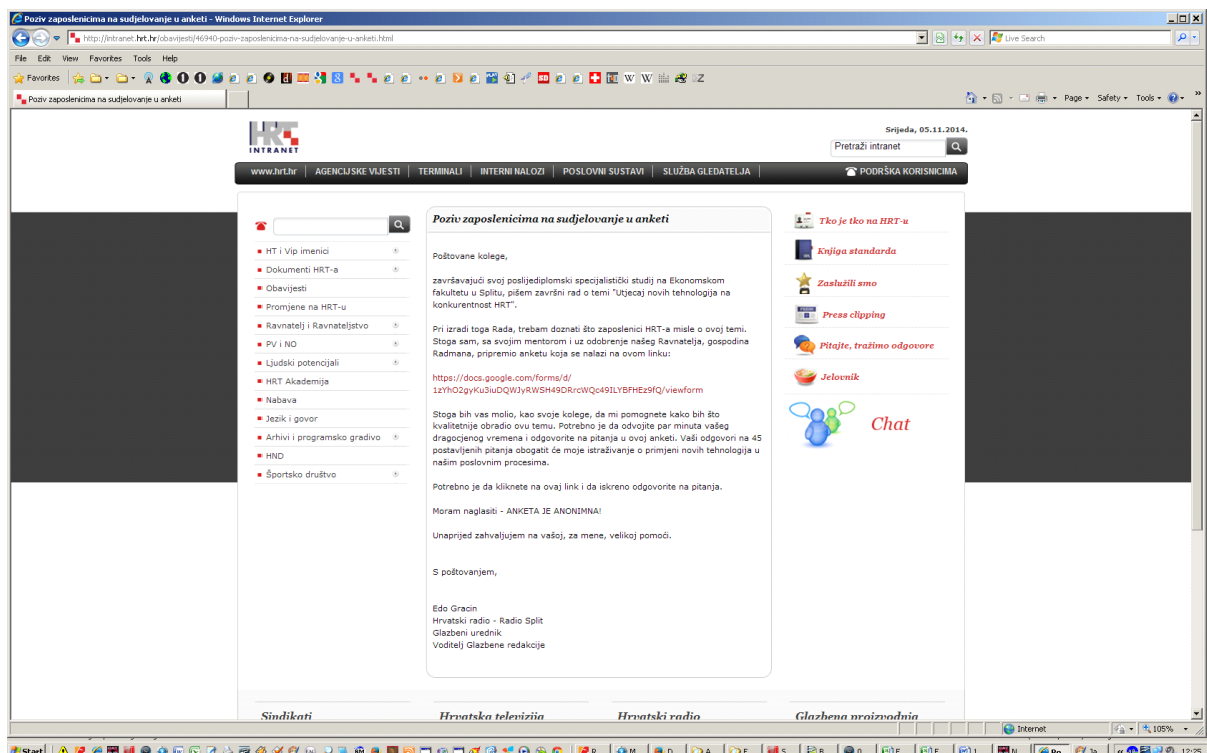 Poziv zaposlenicima na sudjelovanje u anketi - Windows Internet Explorer
http://intranet.hrt.hr/obavijesti/46940-poziv-zaposlenicima-na-sudjelovanje-u-anketi.html
Live Search
File Edit View Favorites Tools Help
Favorites
Poziv zaposlenicima na sudjelovanje u anketi
Page Safety Tools
HRT
INTRANET
Srijeda, 05.11.2014.
Pretraži intranet
www.hrt.hr AGENCIJSKE VIJESTI TERMINALI INTERNI NALOZI POSLOVNI SUSTAVI SLUŽBA GLEDATELJA PODRŠKA KORISNICIMA
HT i Vip imenici
Dokumenti HRT-a
Obavijesti
Promjene na HRT-u
Ravnatelj i Ravnateljstvo
PV i NO
Ljudski potencijali
HRT Akademija
Nabava
Jezik i govor
Arhivi i programsko gradivo
HND
Športsko društvo
Poziv zaposlenicima na sudjelovanje u anketi
Poštovane kolege,
završavajući svoj poslijediplomski specijalistički studij na Ekonomskom
fakultetu u Splitu, pišem završni rad o temi "Utjecaj novih tehnologija na
konkurentnost HRT".
Pri izradi toga Rada, trebam doznati što zaposlenici HRT-a misle o ovoj temi.
Stoga sam, sa svojim mentorom i uz odobrenje našeg Ravnatelja, gospodina
Radmana, pripremio anketu koja se nalazi na ovom linku:
https://docs.google.com/forms/d/
1zYhO2gyKu3iuDQWJyRWSH49DRrcWQc49ILYBFHEz9fQ/viewform
Stoga bih vas molio, kao svoje kolege, da mi pomognete kako bih što
kvalitetnije obradio ovu temu. Potrebno je da odvojite par minuta vašeg
dragocjenog vremena i odgovorite na pitanja u ovoj anketi. Vaši odgovori na 45
postavljenih pitanja obogatit će moje istraživanje o primjeni novih tehnologija u
našim poslovnim procesima.
Potrebno je da kliknete na ovaj link i da iskreno odgovorite na pitanja.
Moram naglasiti - ANKETA JE ANONIMNA!
Unaprijed zahvaljujem na vašoj, za mene, velikoj pomoći.
S poštovanjem,
Edo Gracin
Hrvatski radio - Radio Split
Glazbeni urednik
Voditelj Glazbene redakcije
Tko je tko na HRT-u
Knjiga standarda
Zaslužili smo
Press clipping
Pitajte, tražimo odgovore
Jelovnik
Chat
Sindikati Hrvatska televizija Hrvatski radio Glazbena proizvodnja
Internet 105%
Start 12:25